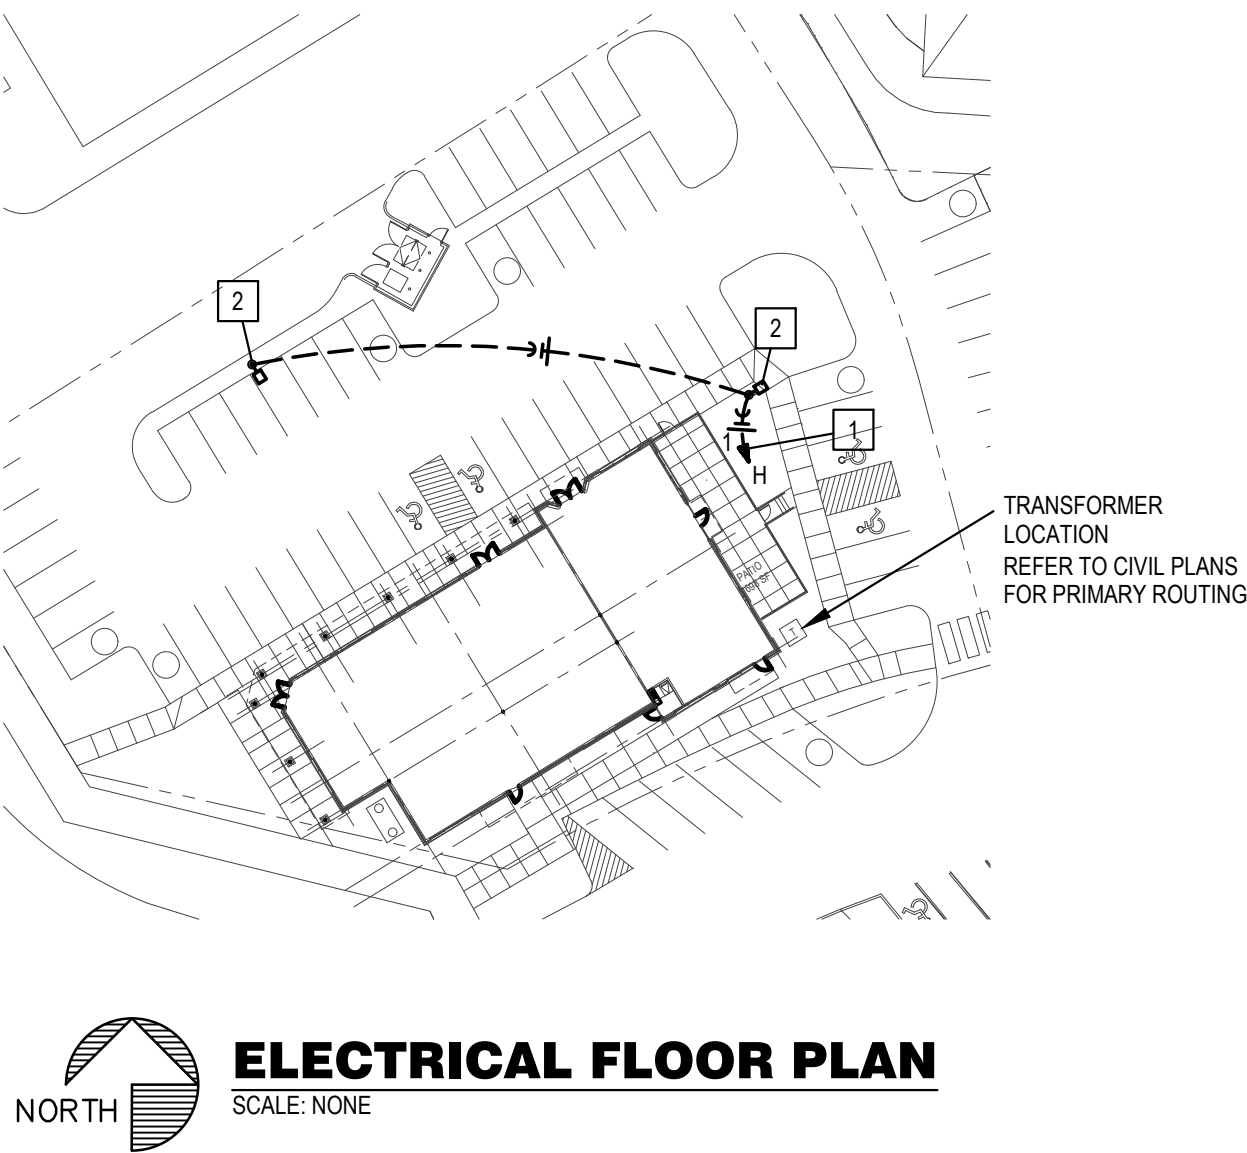 2
2
1
1
H
TRANSFORMER
LOCATION
REFER TO CIVIL PLANS
FOR PRIMARY ROUTING
PATIO
SF
T
NORTH
ELECTRICAL FLOOR PLAN
SCALE: NONE